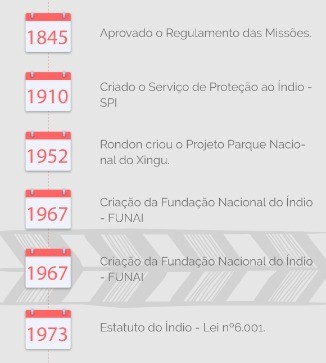 1845
Aprovado o Regulamento das Missões.
1910
Criado o Serviço de Proteção ao Índio -
SPI
1952
Rondon criou o Projeto Parque Nacio-
nal do Xingu.
1967
Criação da Fundação Nacional do Índio
- FUNAI
1967
Criação da Fundação Nacional do Índio
- FUNAI
1973
Estatuto do Índio - Lei nº6.001.